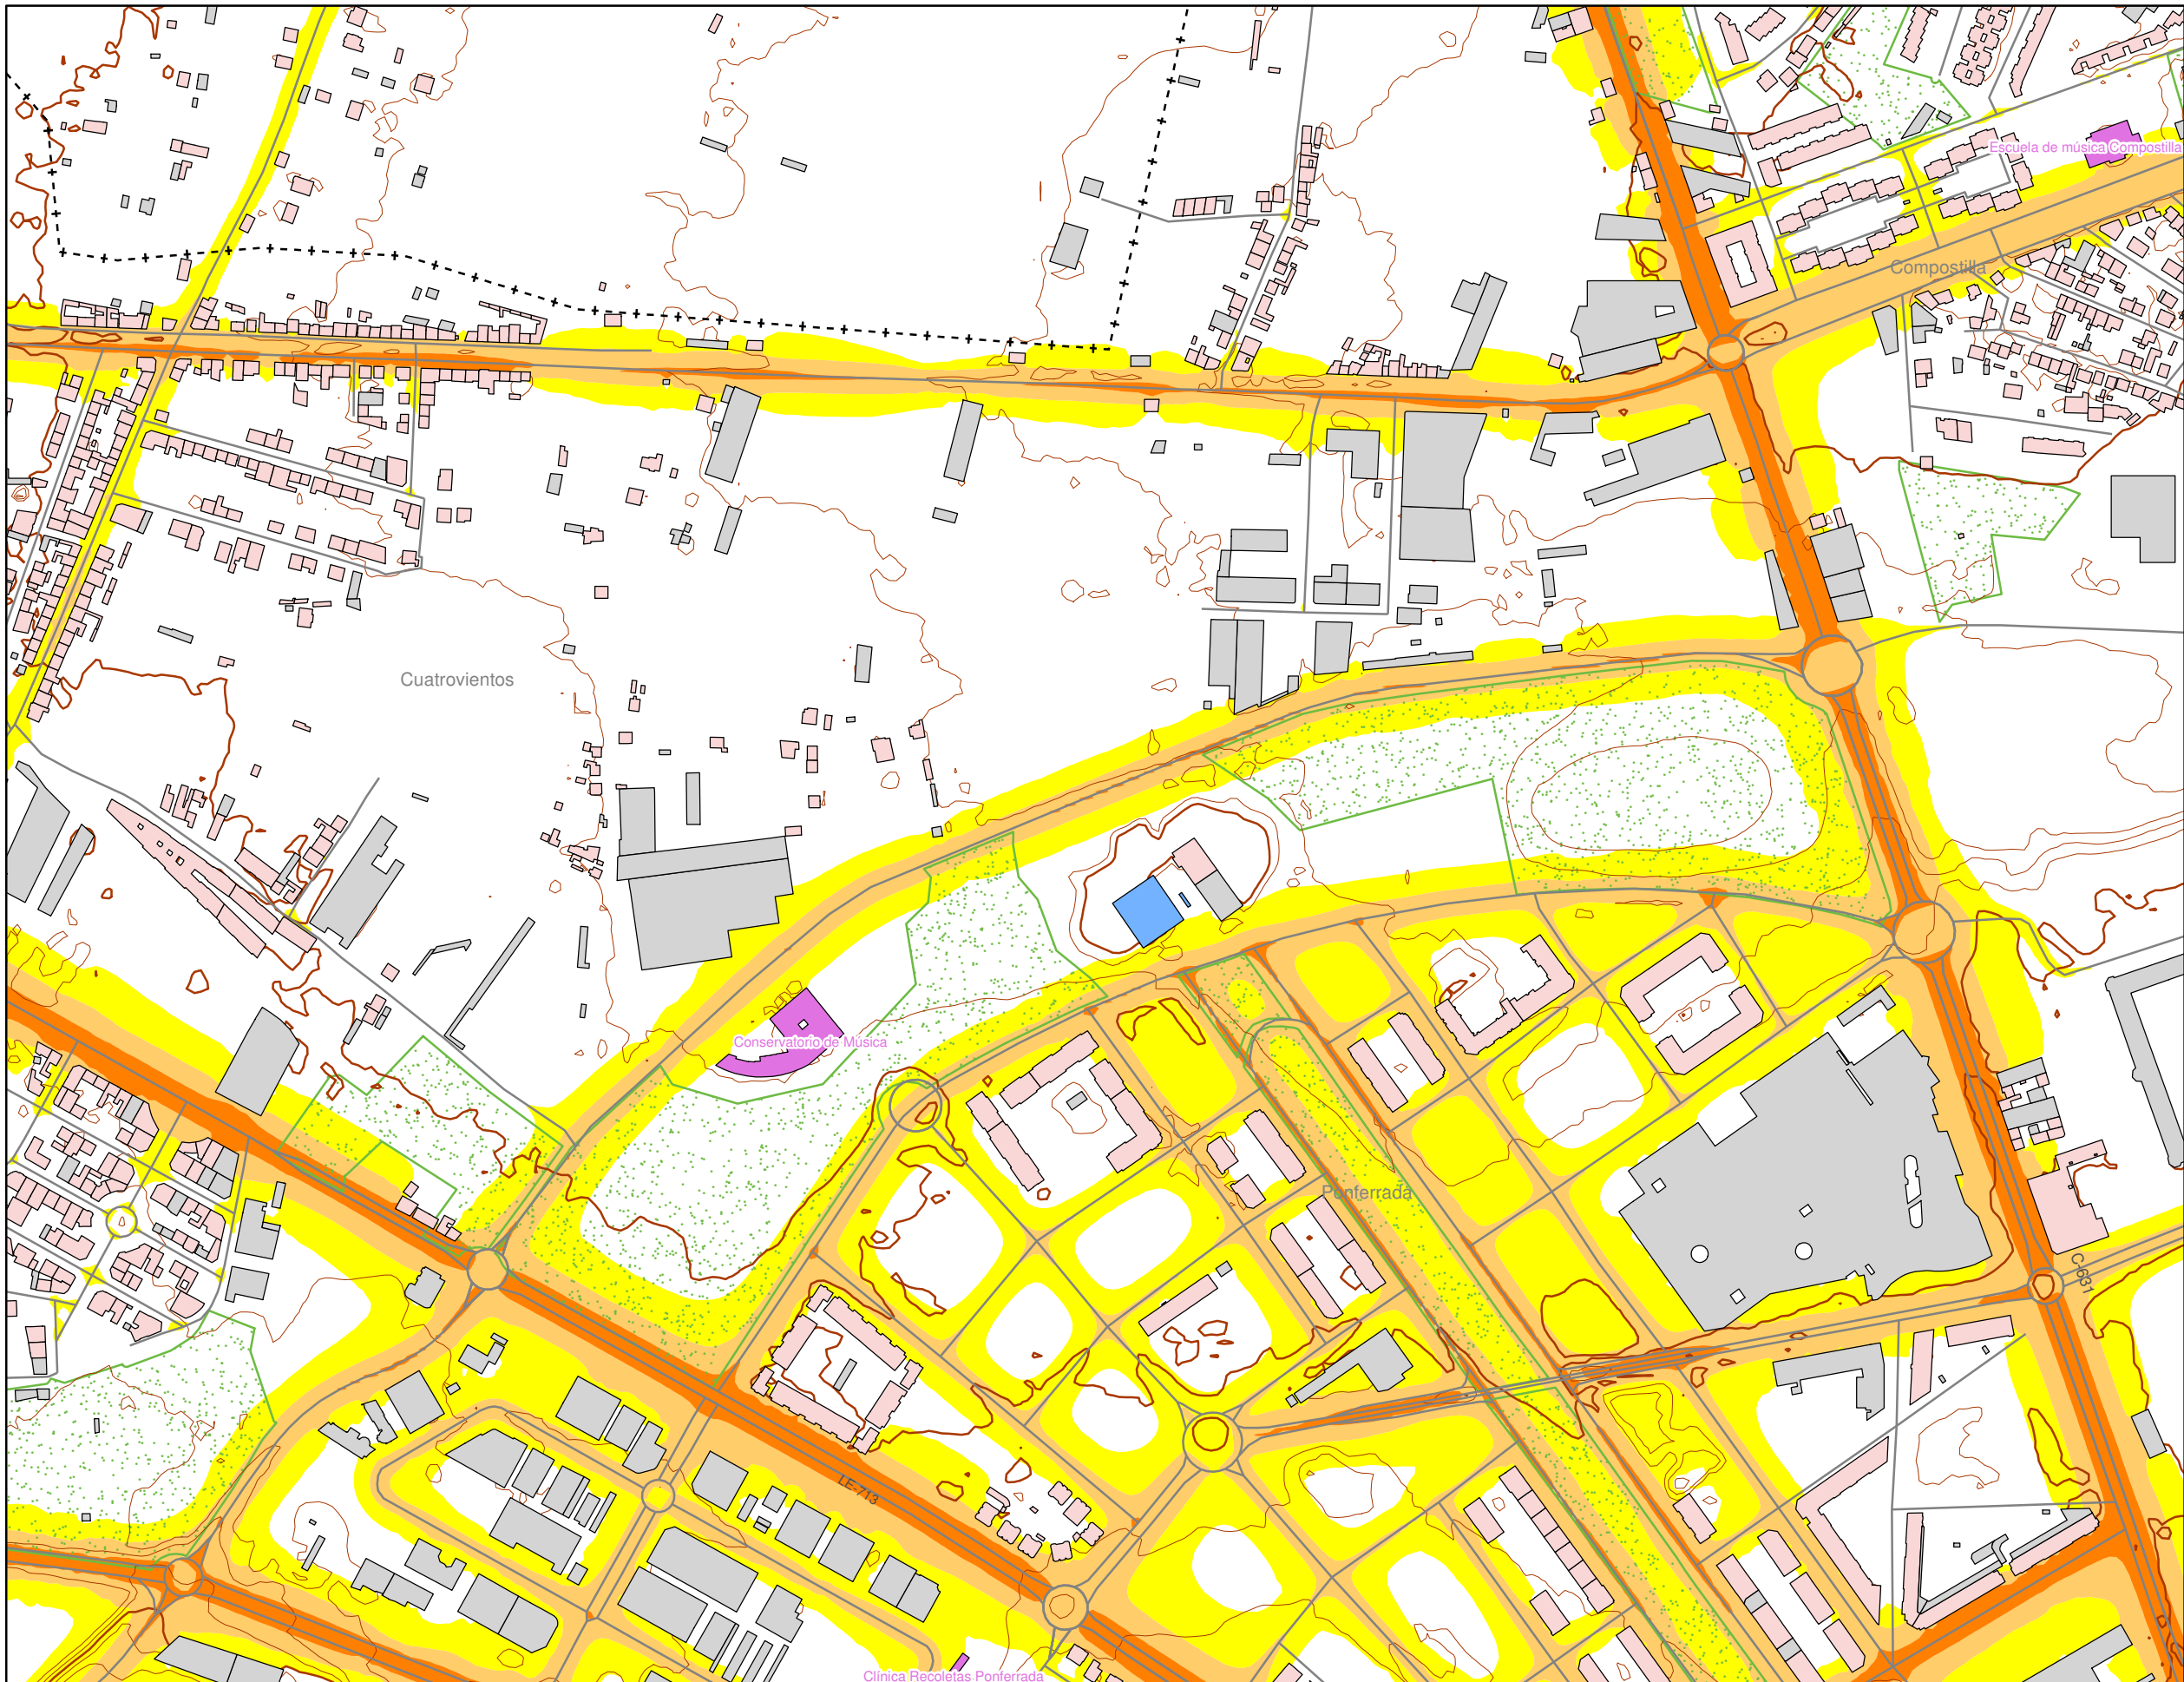 Escuela de música Compostilla
Compostilla
Cuatrovientos
Conservatorio de Música
Ponferrada
C-631
LE-713
Clínica Recoletas Ponferrada